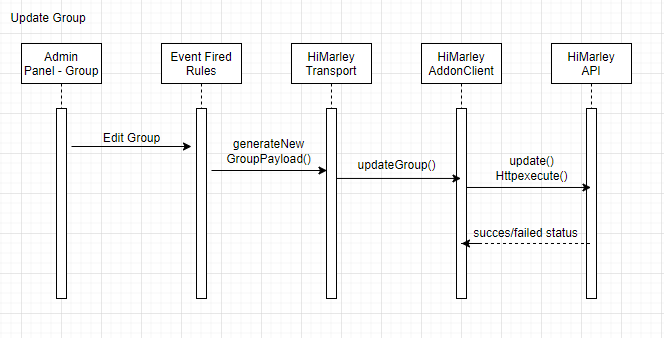 Update Group
Admin
Panel - Group
Event Fired
Rules
HiMarley
Transport
HiMarley
AddonClient
HiMarley
API
Edit Group
generateNew
GroupPayload()
updateGroup()
update()
Httpexecute()
succes/failed status